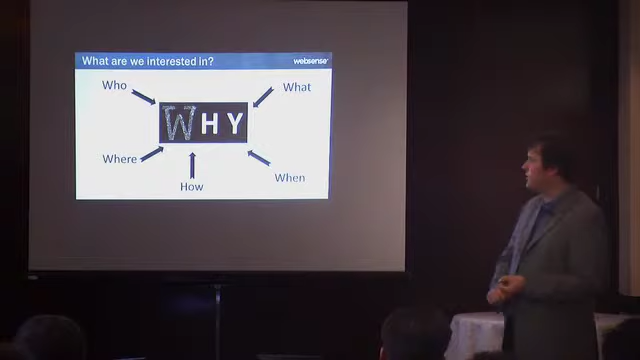 What are we interested in?
websense
Who
What
WHY
Where
How
When